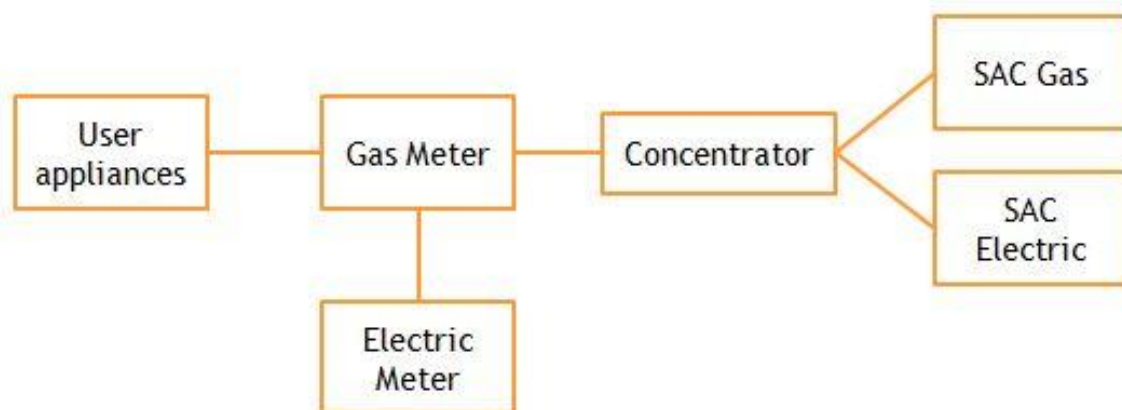 User
appliances
Gas Meter
Concentrator
SAC Gas
SAC
Electric
Electric
Meter